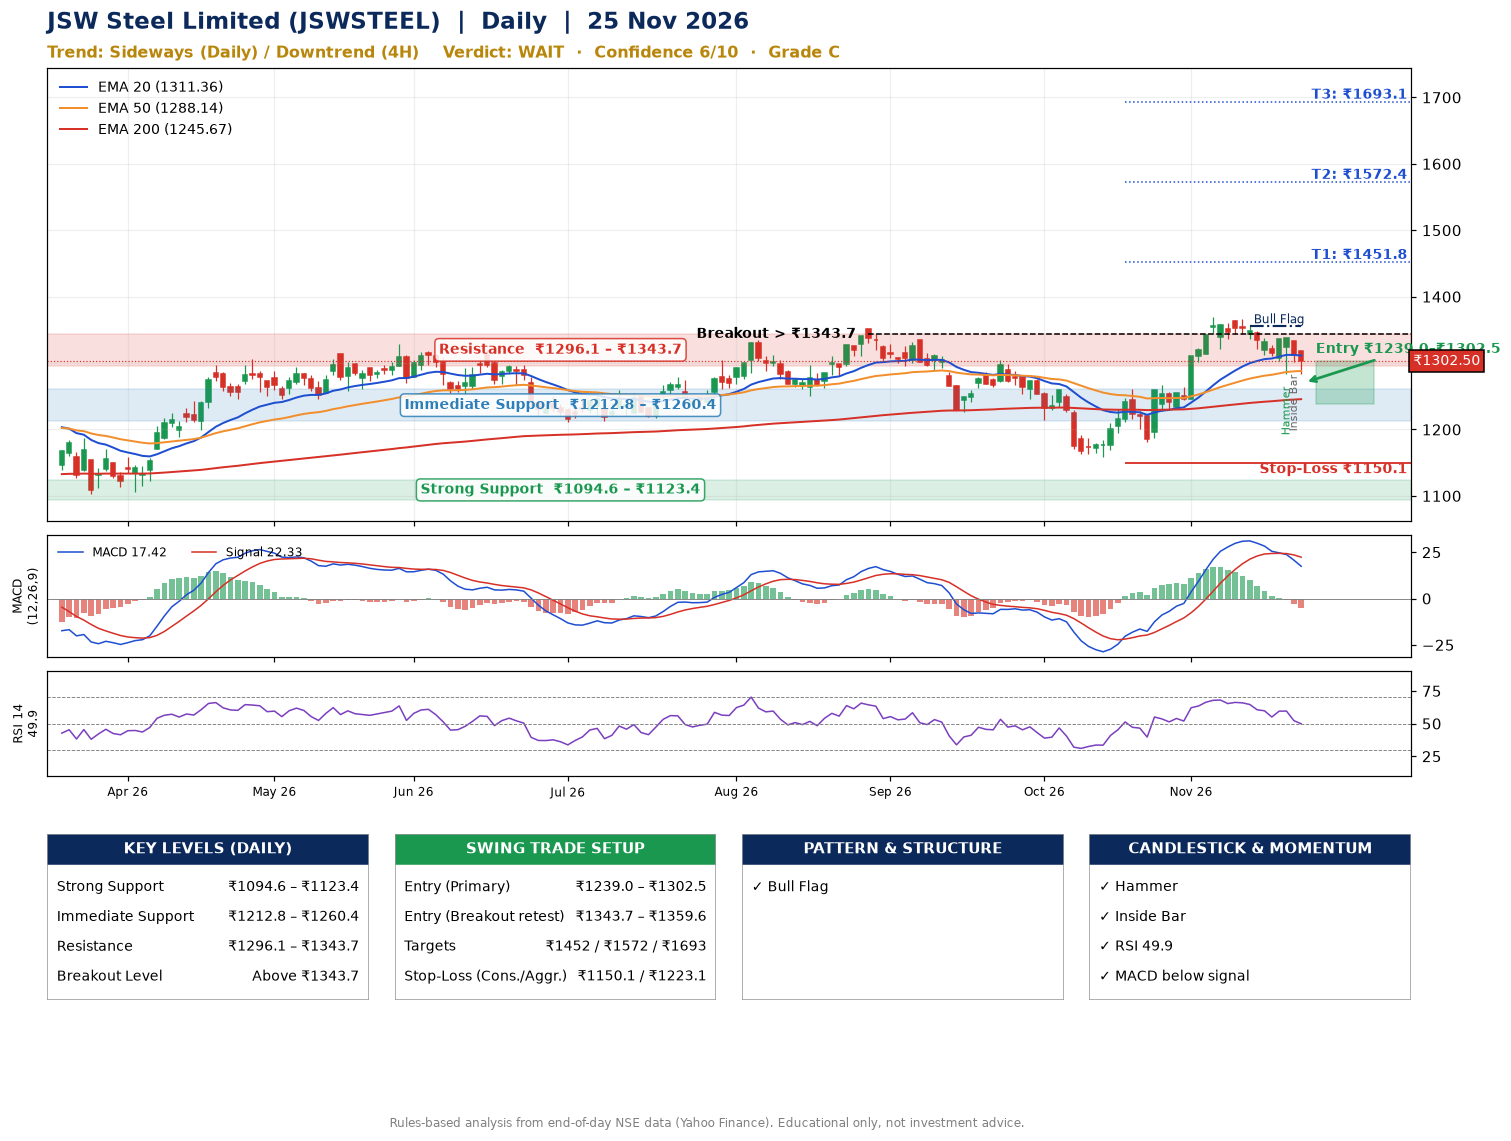 JSW Steel Limited (JSWSTEEL)  |  Daily  |  25 Nov 2026
Trend: Sideways (Daily) / Downtrend (4H)    Verdict: WAIT  ·  Confidence 6/10  ·  Grade C
EMA 20 (1311.36)
EMA 50 (1288.14)
EMA 200 (1245.67)
T3: ₹1693.1
T2: ₹1572.4
T1: ₹1451.8
Bull Flag
Breakout > ₹1343.7
Resistance  ₹1296.1 – ₹1343.7
Entry ₹1239.0–₹1302.5
₹1302.50
Immediate Support  ₹1212.8 – ₹1260.4
Hammer
Inside Bar
Stop-Loss ₹1150.1
Strong Support  ₹1094.6 – ₹1123.4
1700
1600
1500
1400
1200
1100
MACD 17.42
Signal 22.33
MACD
(12,26,9)
25
0
−25
RSI 14
49.9
75
50
25
Apr 26
May 26
Jun 26
Jul 26
Aug 26
Sep 26
Oct 26
Nov 26
KEY LEVELS (DAILY)
Strong Support ₹1094.6 – ₹1123.4
Immediate Support ₹1212.8 – ₹1260.4
Resistance ₹1296.1 – ₹1343.7
Breakout Level Above ₹1343.7
SWING TRADE SETUP
Entry (Primary) ₹1239.0 – ₹1302.5
Entry (Breakout retest) ₹1343.7 – ₹1359.6
Targets ₹1452 / ₹1572 / ₹1693
Stop-Loss (Cons./Aggr.) ₹1150.1 / ₹1223.1
PATTERN & STRUCTURE
✓ Bull Flag
CANDLESTICK & MOMENTUM
✓ Hammer
✓ Inside Bar
✓ RSI 49.9
✓ MACD below signal
Rules-based analysis from end-of-day NSE data (Yahoo Finance). Educational only, not investment advice.